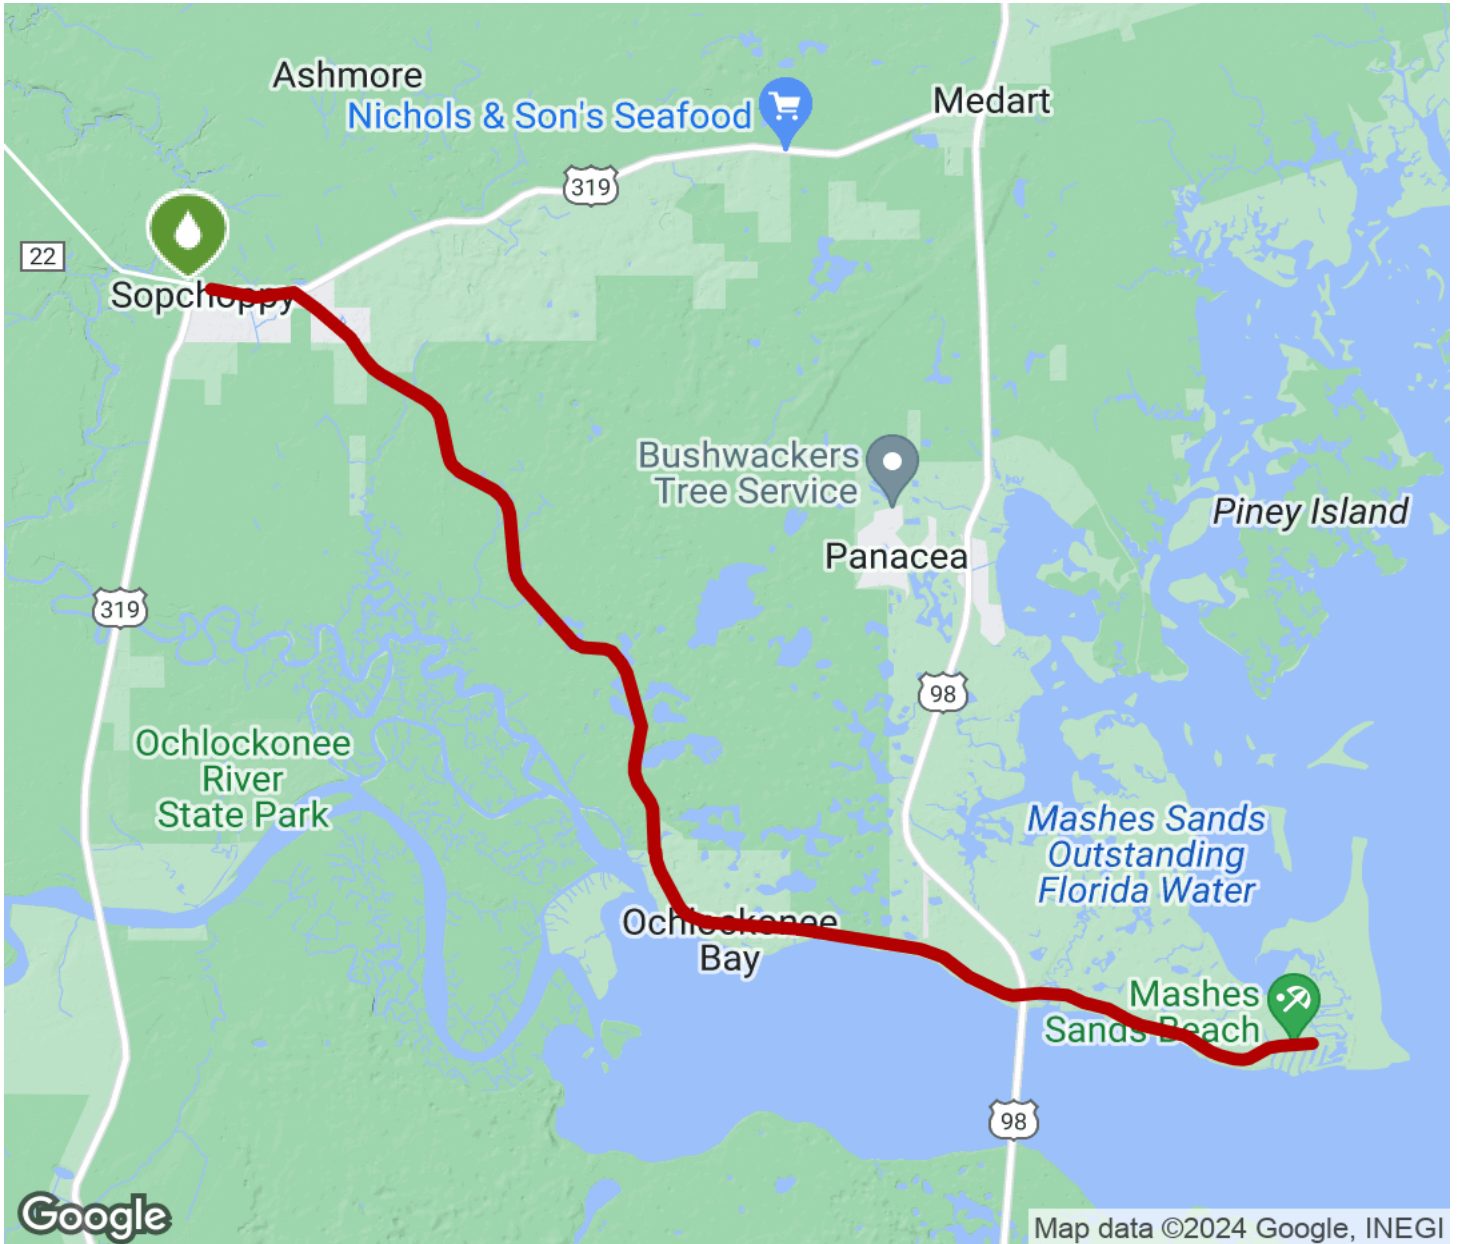 Ashmore
Nichols & Son's Seafood
Medart
319
22
Sopchoppy
Bushwackers
Tree Service
Piney Island
Panacea
319
98
Ochlockonee
River
State Park
Mashes Sands
Outstanding
Florida Water
Ochlockonee
Bay
Mashes
Sands Beach
98
Google
Map data ©2024 Google, INEGI